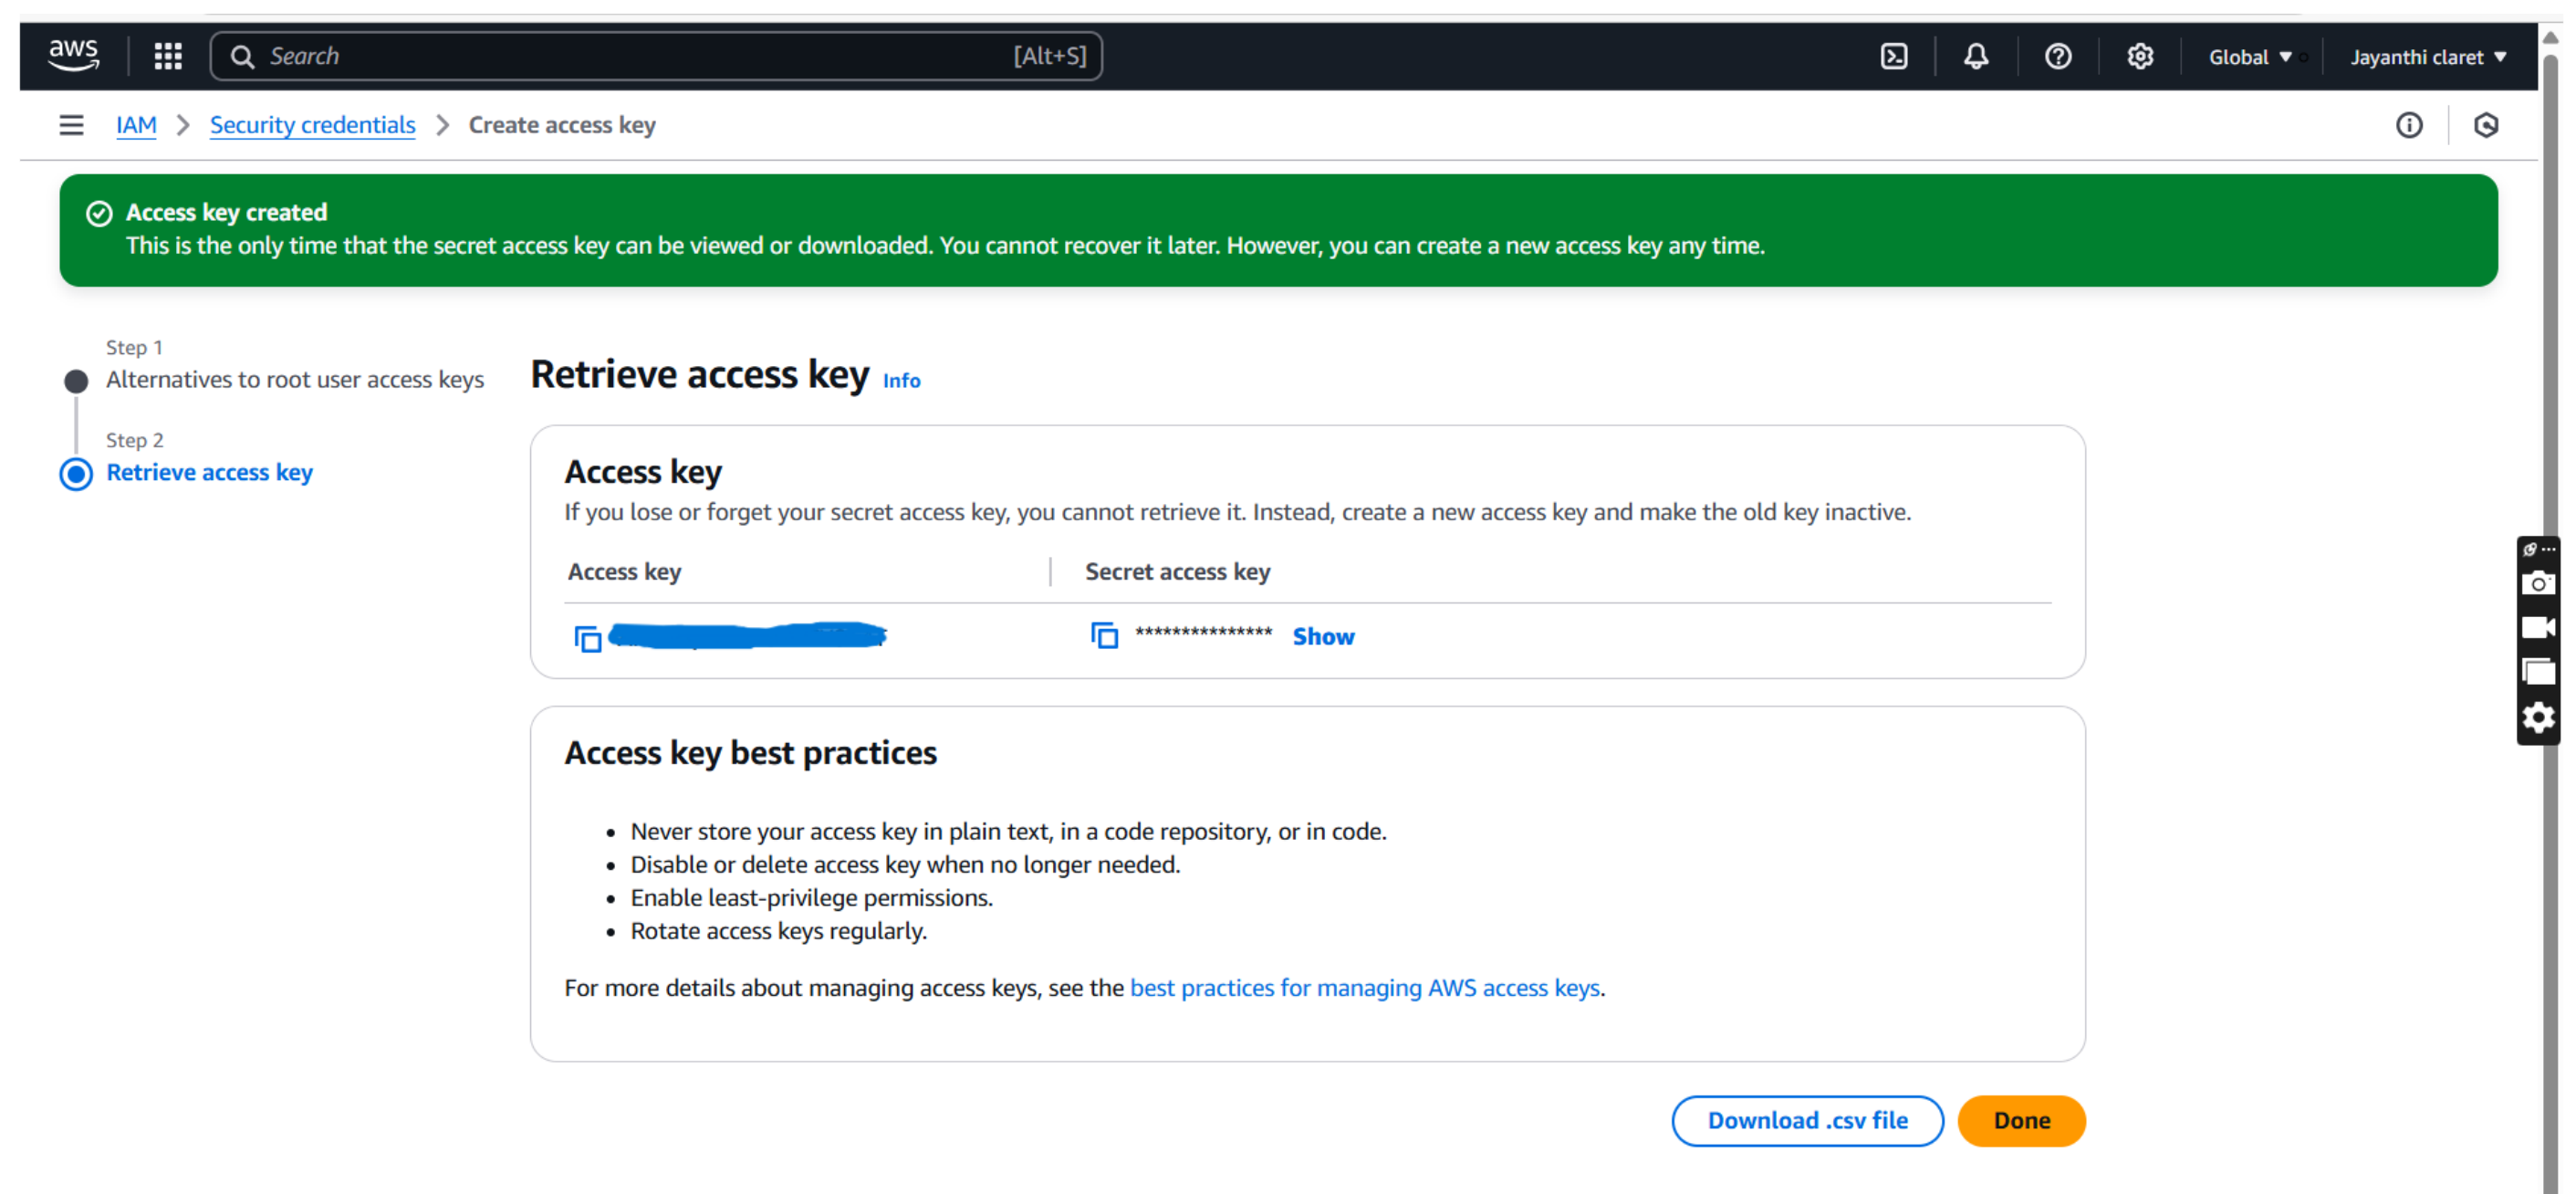 aws
Search
[Alt+S]
Global
Jayanthi claret
IAM
Security credentials
Create access key
Access key created
This is the only time that the secret access key can be viewed or downloaded. You cannot recover it later. However, you can create a new access key any time.
Step 1
Alternatives to root user access keys
Step 2
Retrieve access key
Retrieve access key Info
Access key
If you lose or forget your secret access key, you cannot retrieve it. Instead, create a new access key and make the old key inactive.
Access key
Secret access key
*************** Show
Access key best practices
• Never store your access key in plain text, in a code repository, or in code.
• Disable or delete access key when no longer needed.
• Enable least-privilege permissions.
• Rotate access keys regularly.
For more details about managing access keys, see the best practices for managing AWS access keys.
Download .csv file
Done